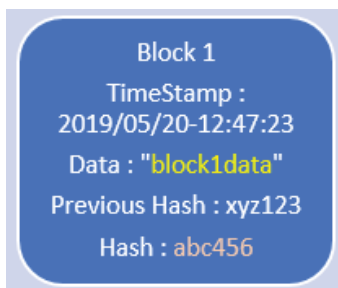 Block 1
TimeStamp :
2019/05/20-12:47:23
Data : "block1data"
Previous Hash : xyz123
Hash : abc456